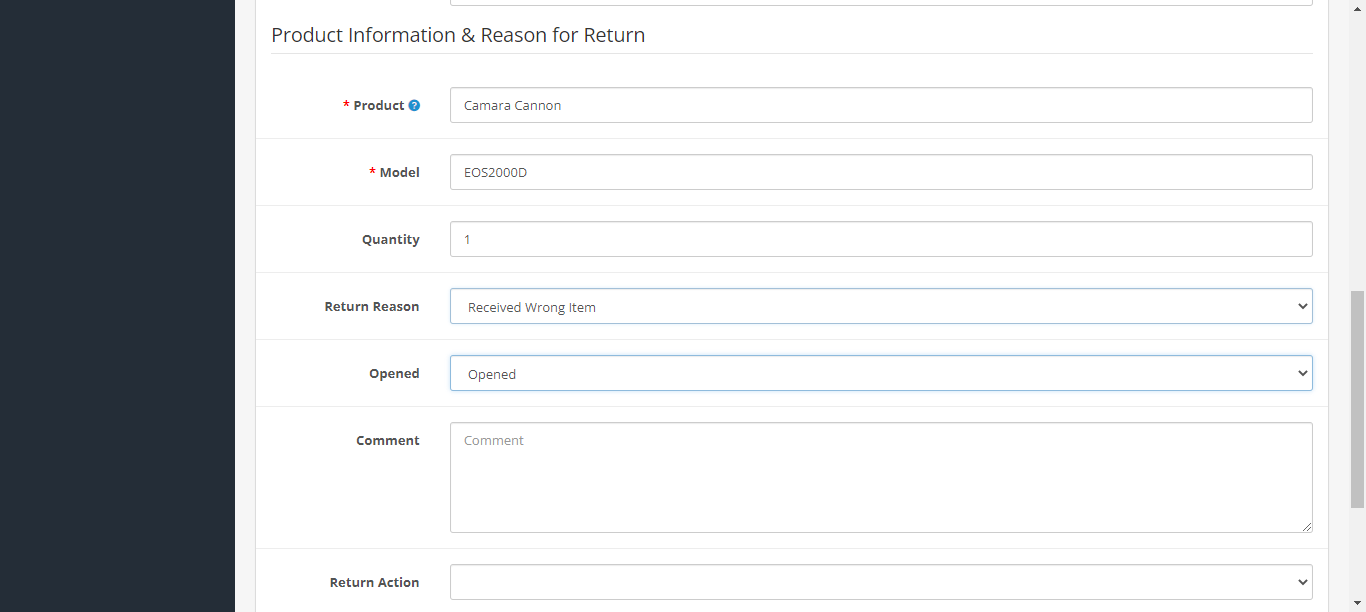 Product Information & Reason for Return
* Product ?
Camara Cannon
* Model
EOS2000D
Quantity
1
Return Reason
Received Wrong Item
Opened
Opened
Comment
Comment
Return Action